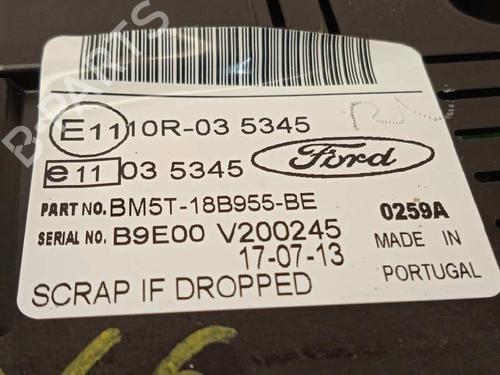 B-PARTS
E11 10R-03 5345
e11 03 5345
Ford
PART NO. BM5T-18B955-BE
0259A
SERIAL NO. B9E00 V200245
MADE IN
17-07-13
PORTUGAL
SCRAP IF DROPPED